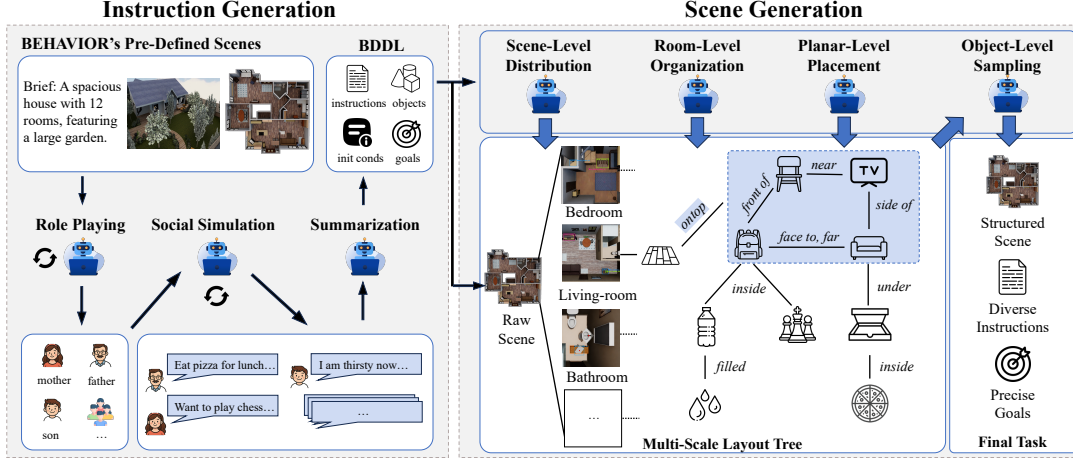 Instruction Generation
BEHAVIOR's Pre-Defined Scenes
Brief: A spacious
house with 12
rooms, featuring
a large garden.
BDDL
instructions
objects
init conds
goals
Role Playing
Social Simulation
Summarization
mother
father
son
...
Eat pizza for lunch...
Want to play chess...
I am thirsty now...
...
Scene Generation
Scene-Level
Distribution
Room-Level
Organization
Planar-Level
Placement
Object-Level
Sampling
Raw
Scene
Bedroom
Living-room
Bathroom
...
ontop
front of
near
TV
side of
face to, far
inside
under
filled
inside
Multi-Scale Layout Tree
Structured
Scene
Diverse
Instructions
Precise
Goals
Final Task